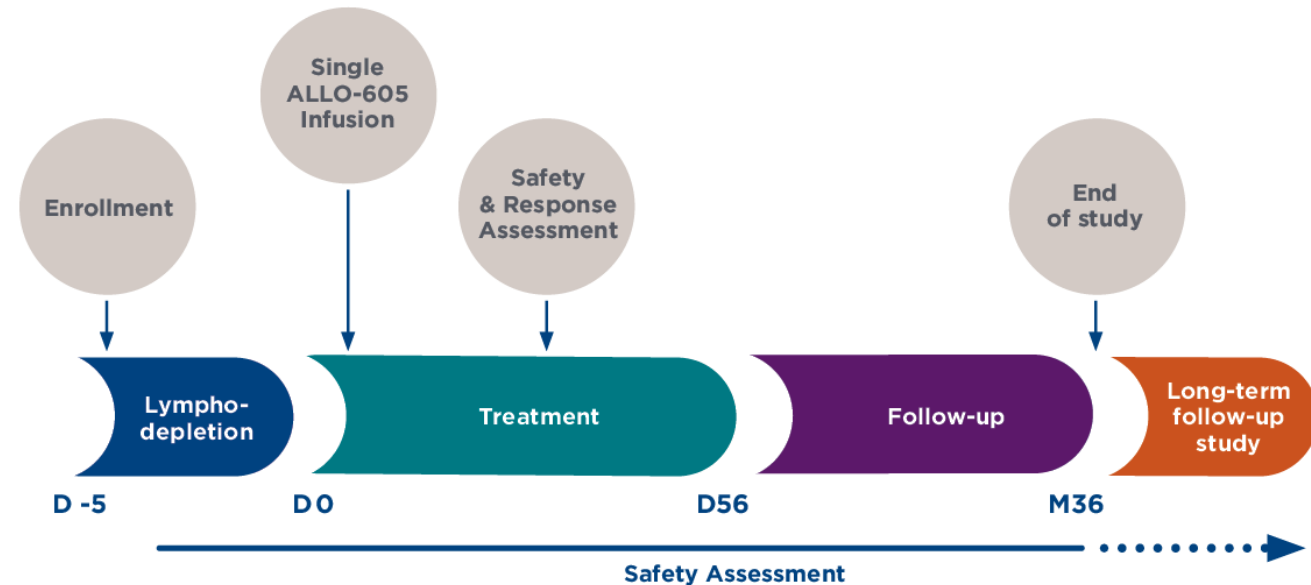 Single
ALLO-605
Infusion
Enrollment
Safety
& Response
Assessment
End
of study
Lympho-
depletion
Treatment
Follow-up
Long-term
follow-up
study
D -5
D 0
D56
M36
Safety Assessment